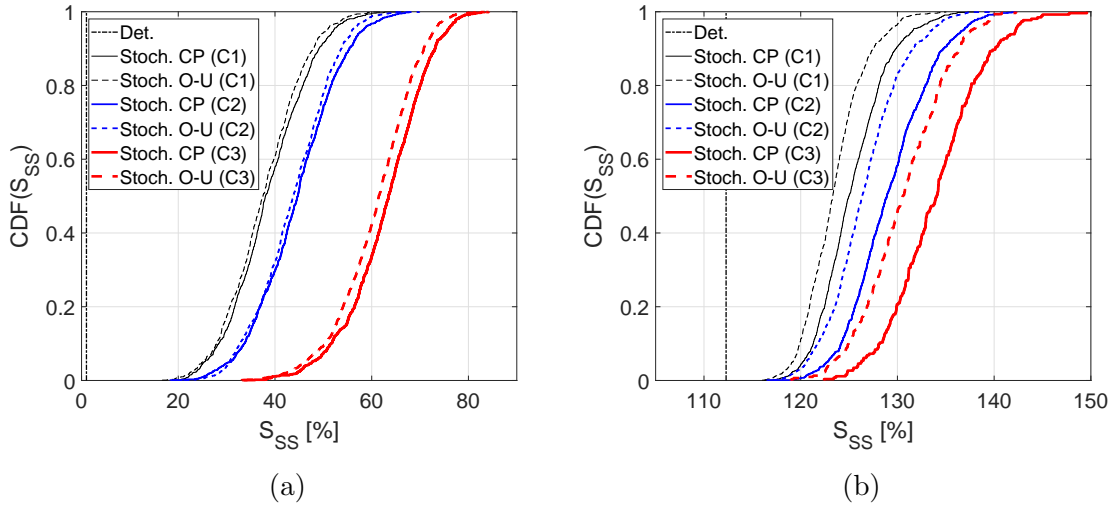 1
0.8
0.6
0.4
0.2
0
CDF(S_SS)
Det.
Stoch. CP (C1)
Stoch. O-U (C1)
Stoch. CP (C2)
Stoch. O-U (C2)
Stoch. CP (C3)
Stoch. O-U (C3)
0 20 40 60 80
S_SS [%]
(a)
1
0.8
0.6
0.4
0.2
0
CDF(S_SS)
Det.
Stoch. CP (C1)
Stoch. O-U (C1)
Stoch. CP (C2)
Stoch. O-U (C2)
Stoch. CP (C3)
Stoch. O-U (C3)
110 120 130 140 150
S_SS [%]
(b)